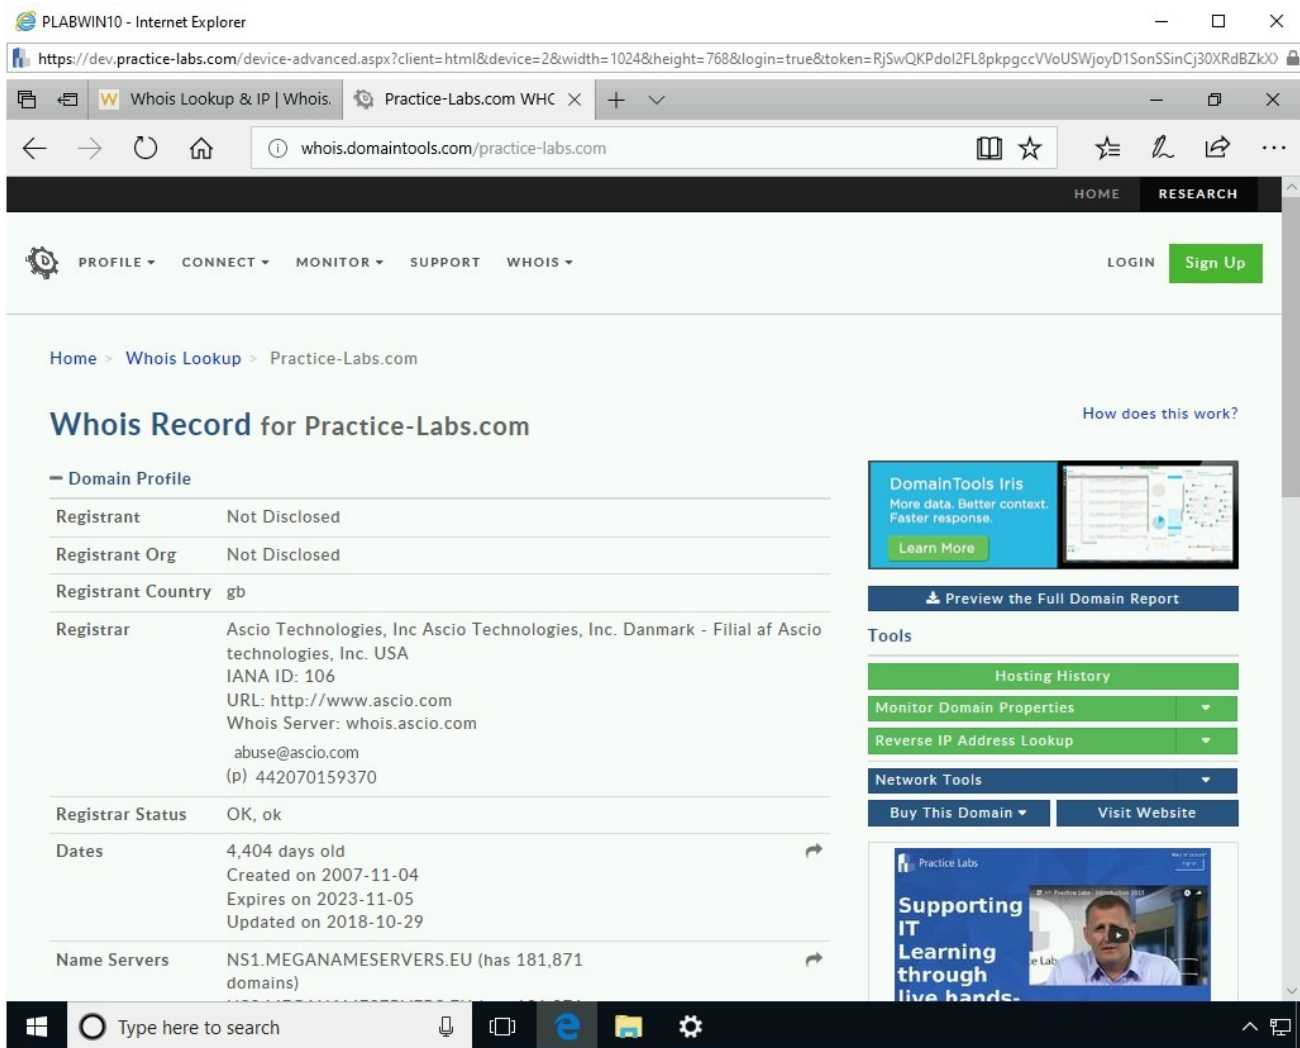 PLABWIN10 - Internet Explorer
https://dev.practice-labs.com/device-advanced.aspx?client=html&device=2&width=1024&height=768&login=true&token=RjSwQKPdoI2FL8pkpgccVVoUSWjoyD1SonSSinCj30XRdBZkX
Whois Lookup & IP | Whois.
Practice-Labs.com WHC
whois.domaintools.com/practice-labs.com
HOME RESEARCH
PROFILE CONNECT MONITOR SUPPORT WHOIS LOGIN Sign Up
Home > Whois Lookup > Practice-Labs.com
Whois Record for Practice-Labs.com
How does this work?
Domain Profile
Registrant Not Disclosed
Registrant Org Not Disclosed
Registrant Country gb
Registrar Ascio Technologies, Inc Ascio Technologies, Inc. Danmark - Filial af Ascio
technologies, Inc. USA
IANA ID: 106
URL: http://www.ascio.com
Whois Server: whois.ascio.com
abuse@ascio.com
(p) 442070159370
Registrar Status OK, ok
Dates 4,404 days old
Created on 2007-11-04
Expires on 2023-11-05
Updated on 2018-10-29
Name Servers NS1.MEGANAMESERVERS.EU (has 181,871
domains)
DomainTools Iris
More data. Better context.
Faster response.
Learn More
Preview the Full Domain Report
Tools
Hosting History
Monitor Domain Properties
Reverse IP Address Lookup
Network Tools
Buy This Domain Visit Website
Practice Labs
Supporting
IT
Learning
through
live hands-
Type here to search